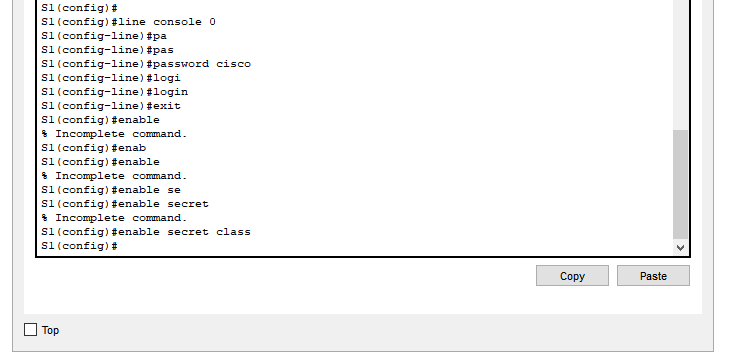 S1(config)#
S1(config)#line console 0
S1(config-line)#pa
S1(config-line)#pas
S1(config-line)#password cisco
S1(config-line)#logi
S1(config-line)#login
S1(config-line)#exit
S1(config)#enable
% Incomplete command.
S1(config)#enab
S1(config)#enable
% Incomplete command.
S1(config)#enable se
S1(config)#enable secret
% Incomplete command.
S1(config)#enable secret class
S1(config)#
Copy Paste
Top